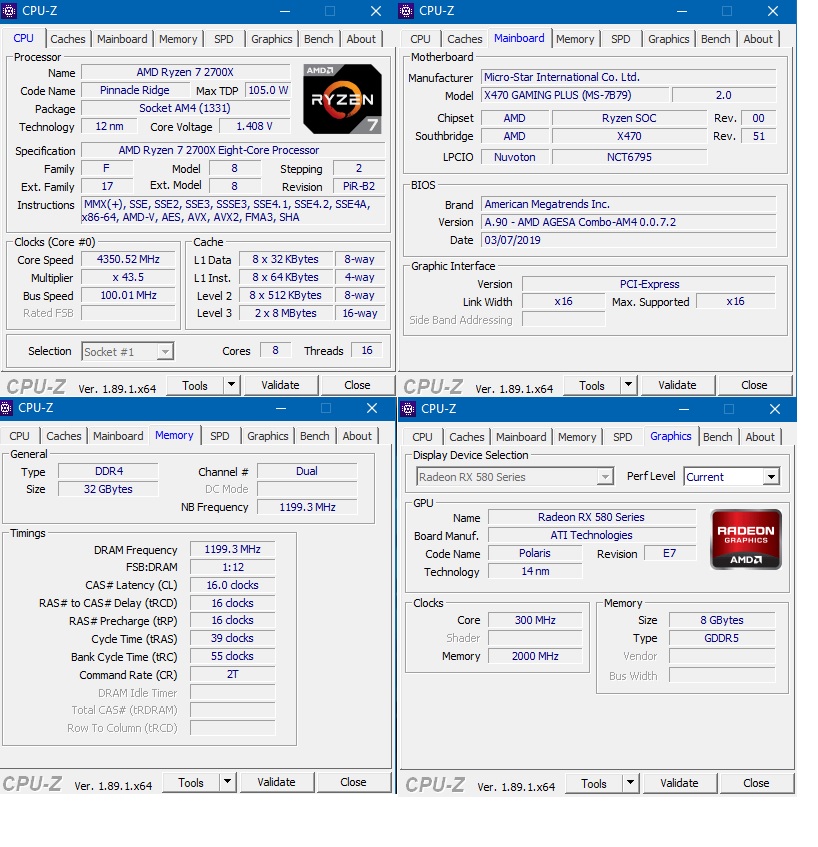 CPU-Z
CPU Caches Mainboard Memory SPD Graphics Bench About
Processor
Name AMD Ryzen 7 2700X
Code Name Pinnacle Ridge Max TDP 105.0 W
Package Socket AM4 (1331)
Technology 12 nm Core Voltage 1.408 V
AMD RYZEN 7
Specification AMD Ryzen 7 2700X Eight-Core Processor
Family F Model 8 Stepping 2
Ext. Family 17 Ext. Model 8 Revision PiR-B2
Instructions MMX(+), SSE, SSE2, SSE3, SSSE3, SSE4.1, SSE4.2, SSE4A,
x86-64, AMD-V, AES, AVX, AVX2, FMA3, SHA
Clocks (Core #0)
Core Speed 4350.52 MHz
Multiplier x 43.5
Bus Speed 100.01 MHz
Rated FSB
Cache
L1 Data 8 x 32 KBytes 8-way
L1 Inst. 8 x 64 KBytes 4-way
Level 2 8 x 512 KBytes 8-way
Level 3 2 x 8 MBytes 16-way
Selection Socket #1 Cores 8 Threads 16
CPU-Z Ver. 1.89.1.x64 Tools Validate Close
CPU-Z
CPU Caches Mainboard Memory SPD Graphics Bench About
Motherboard
Manufacturer Micro-Star International Co. Ltd.
Model X470 GAMING PLUS (MS-7B79) 2.0
Chipset AMD Ryzen SOC Rev. 00
Southbridge AMD X470 Rev. 51
LPCIO Nuvoton NCT6795
BIOS
Brand American Megatrends Inc.
Version A.90 - AMD AGESA Combo-AM4 0.0.7.2
Date 03/07/2019
Graphic Interface
Version PCI-Express
Link Width x16 Max. Supported x16
Side Band Addressing
CPU-Z Ver. 1.89.1.x64 Tools Validate Close
CPU-Z
CPU Caches Mainboard Memory SPD Graphics Bench About
General
Type DDR4 Channel # Dual
Size 32 GBytes DC Mode
NB Frequency 1199.3 MHz
Timings
DRAM Frequency 1199.3 MHz
FSB:DRAM 1:12
CAS# Latency (CL) 16.0 clocks
RAS# to CAS# Delay (tRCD) 16 clocks
RAS# Precharge (tRP) 16 clocks
Cycle Time (tRAS) 39 clocks
Bank Cycle Time (tRC) 55 clocks
Command Rate (CR) 2T
DRAM Idle Timer
Total CAS# (tRDRAM)
Row To Column (tRCD)
CPU-Z Ver. 1.89.1.x64 Tools Validate Close
CPU-Z
CPU Caches Mainboard Memory SPD Graphics Bench About
Display Device Selection
Radeon RX 580 Series Perf Level Current
GPU
Name Radeon RX 580 Series
Board Manuf. ATI Technologies
Code Name Polaris Revision E7
Technology 14 nm
RADEON
GRAPHICS
AMD
Clocks
Core 300 MHz
Shader
Memory 2000 MHz
Memory
Size 8 GBytes
Type GDDR5
Vendor
Bus Width
CPU-Z Ver. 1.89.1.x64 Tools Validate Close